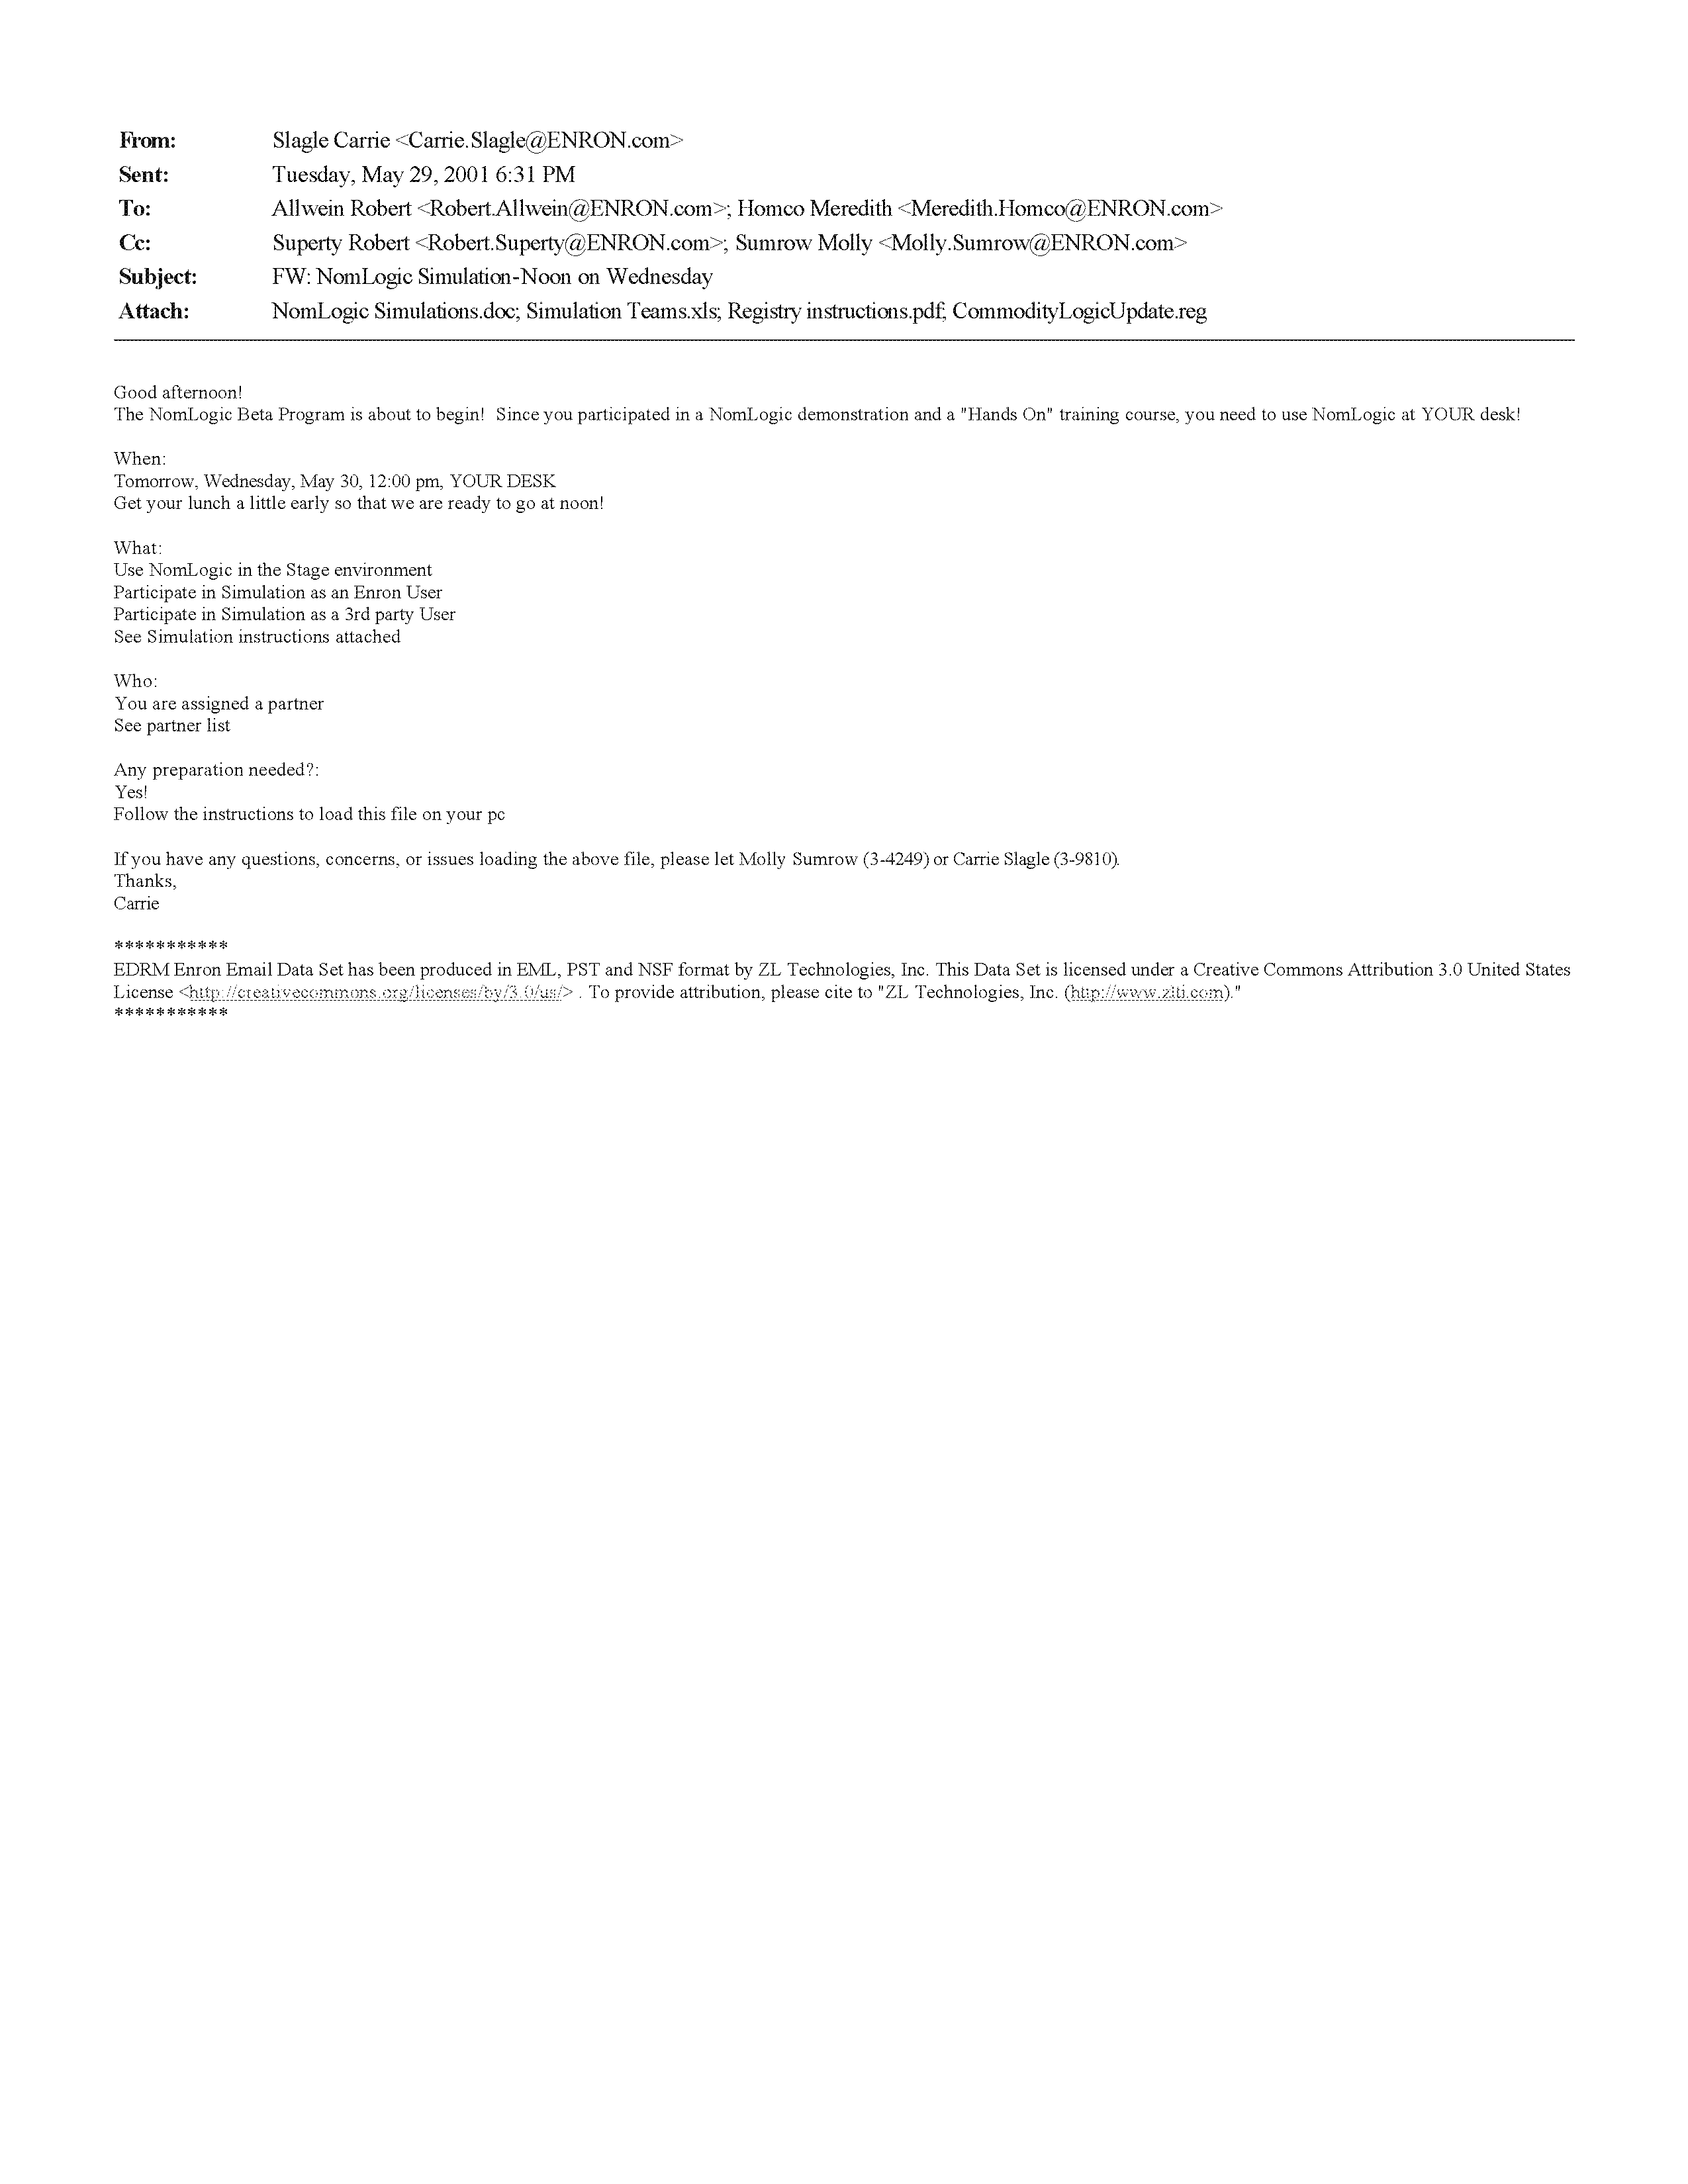 From: Slagle Carrie <Carrie.Slagle@ENRON.com>
Sent: Tuesday, May 29, 2001 6:31 PM
To: Allwein Robert <Robert.Allwein@ENRON.com>; Homco Meredith <Meredith.Homco@ENRON.com>
Cc: Superty Robert <Robert.Superty@ENRON.com>; Sumrow Molly <Molly.Sumrow@ENRON.com>
Subject: FW: NomLogic Simulation-Noon on Wednesday
Attach: NomLogic Simulations.doc; Simulation Teams.xls; Registry instructions.pdf; CommodityLogicUpdate.reg
Good afternoon!
The NomLogic Beta Program is about to begin!  Since you participated in a NomLogic demonstration and a "Hands On" training course, you need to use NomLogic at YOUR desk!
When:
Tomorrow, Wednesday, May 30, 12:00 pm, YOUR DESK
Get your lunch a little early so that we are ready to go at noon!
What:
Use NomLogic in the Stage environment
Participate in Simulation as an Enron User
Participate in Simulation as a 3rd party User
See Simulation instructions attached
Who:
You are assigned a partner
See partner list
Any preparation needed?:
Yes!
Follow the instructions to load this file on your pc
If you have any questions, concerns, or issues loading the above file, please let Molly Sumrow (3-4249) or Carrie Slagle (3-9810).
Thanks,
Carrie
***********
EDRM Enron Email Data Set has been produced in EML, PST and NSF format by ZL Technologies, Inc. This Data Set is licensed under a Creative Commons Attribution 3.0 United States
License <http://creativecommons.org/licenses/by/3.0/us/> . To provide attribution, please cite to "ZL Technologies, Inc. (http://www.zlti.com)."
***********